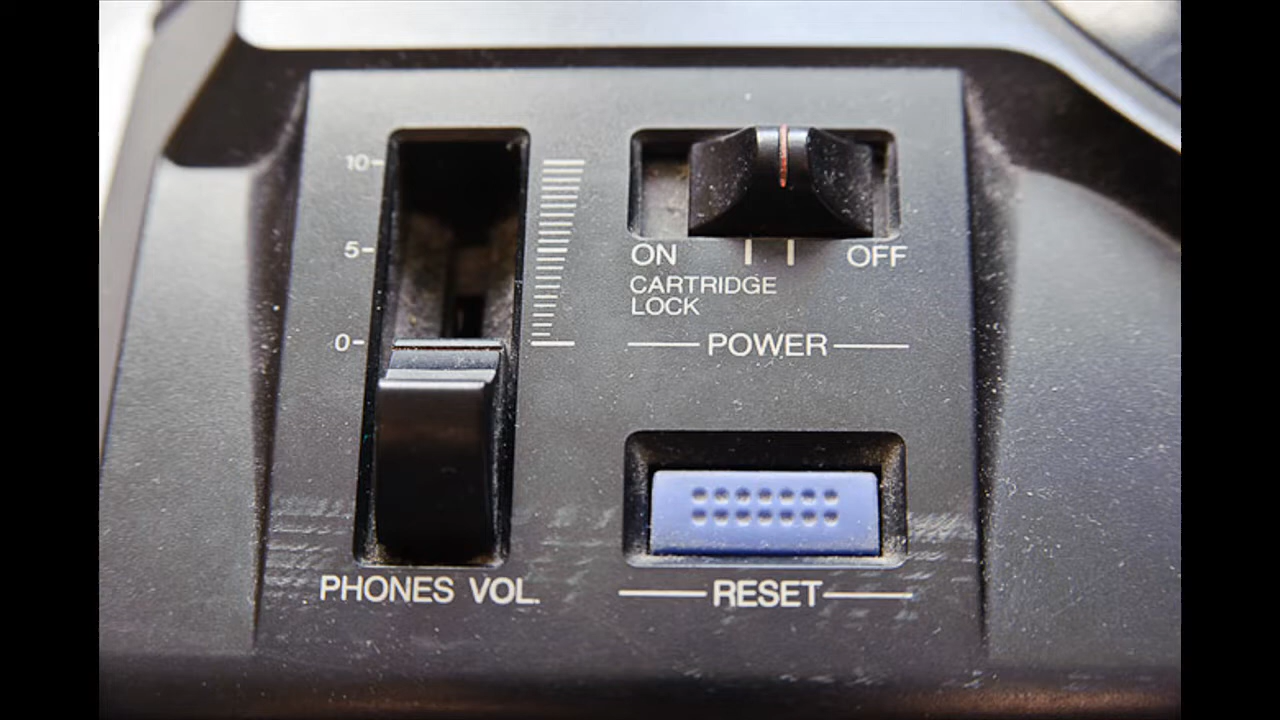 10-
5-
0-
PHONES VOL.
ON
OFF
CARTRIDGE
LOCK
POWER
RESET